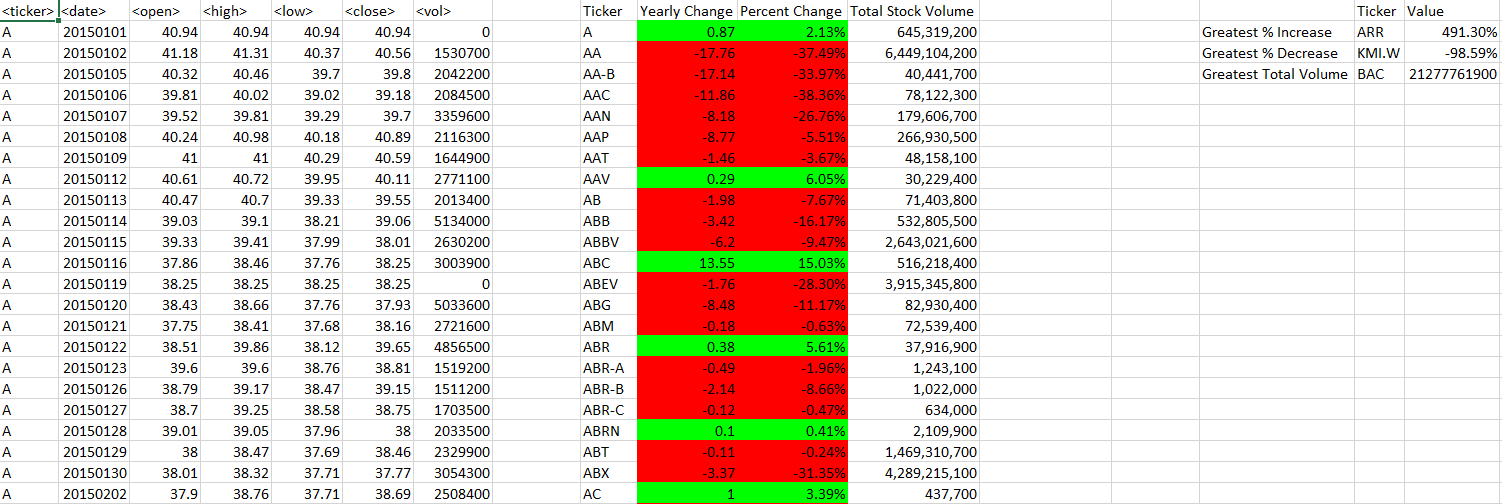 <ticker> <date> <open> <high> <low> <close> <vol> Ticker Yearly Change Percent Change Total Stock Volume Ticker Value
A 20150101 40.94 40.94 40.94 40.94 0 A 0.87 2.13% 645,319,200 Greatest % Increase ARR 491.30%
A 20150102 41.18 41.31 40.37 40.56 1530700 AA -17.76 -37.49% 6,449,104,200 Greatest % Decrease KMI.W -98.59%
A 20150105 40.32 40.46 39.7 39.8 2042200 AA-B -17.14 -33.97% 40,441,700 Greatest Total Volume BAC 21277761900
A 20150106 39.81 40.02 39.02 39.18 2084500 AAC -11.86 -38.36% 78,122,300
A 20150107 39.52 39.81 39.29 39.7 3359600 AAN -8.18 -26.76% 179,606,700
A 20150108 40.24 40.98 40.18 40.89 2116300 AAP -8.77 -5.51% 266,930,500
A 20150109 41 41 40.29 40.59 1644900 AAT -1.46 -3.67% 48,158,100
A 20150112 40.61 40.72 39.95 40.11 2771100 AAV 0.29 6.05% 30,229,400
A 20150113 40.47 40.7 39.33 39.55 2013400 AB -1.98 -7.67% 71,403,800
A 20150114 39.03 39.1 38.21 39.06 5134000 ABB -3.42 -16.17% 532,805,500
A 20150115 39.33 39.41 37.99 38.01 2630200 ABBV -6.2 -9.47% 2,643,021,600
A 20150116 37.86 38.46 37.76 38.25 3003900 ABC 13.55 15.03% 516,218,400
A 20150119 38.25 38.25 38.25 38.25 0 ABEV -1.76 -28.30% 3,915,345,800
A 20150120 38.43 38.66 37.76 37.93 5033600 ABG -8.48 -11.17% 82,930,400
A 20150121 37.75 38.41 37.68 38.16 2721600 ABM -0.18 -0.63% 72,539,400
A 20150122 38.51 39.86 38.12 39.65 4856500 ABR 0.38 5.61% 37,916,900
A 20150123 39.6 39.6 38.76 38.81 1519200 ABR-A -0.49 -1.96% 1,243,100
A 20150126 38.79 39.17 38.47 39.15 1511200 ABR-B -2.14 -8.66% 1,022,000
A 20150127 38.7 39.25 38.58 38.75 1703500 ABR-C -0.12 -0.47% 634,000
A 20150128 39.01 39.05 37.96 38 2033500 ABRN 0.1 0.41% 2,109,900
A 20150129 38 38.47 37.69 38.46 2329900 ABT -0.11 -0.24% 1,469,310,700
A 20150130 38.01 38.32 37.71 37.77 3054300 ABX -3.37 -31.35% 4,289,215,100
A 20150202 37.9 38.76 37.71 38.69 2508400 AC 1 3.39% 437,700